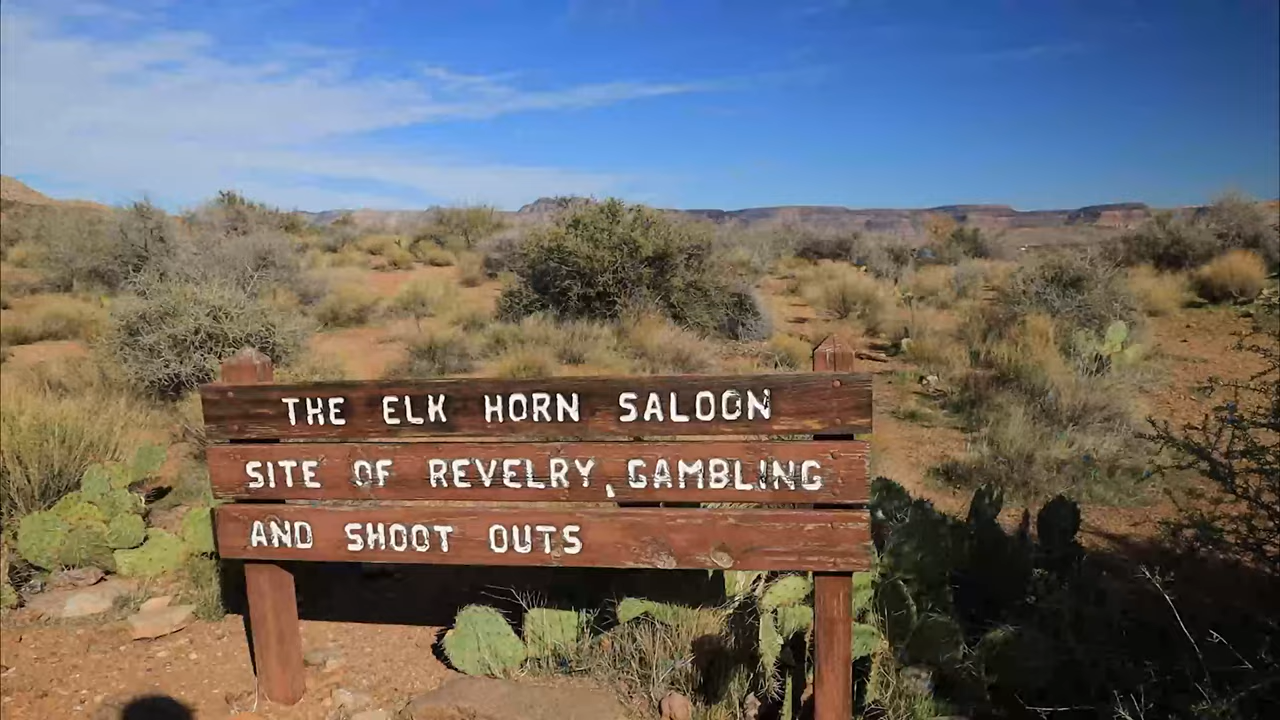 THE ELK HORN SALOON
SITE OF REVELRY, GAMBLING
AND SHOOT OUTS